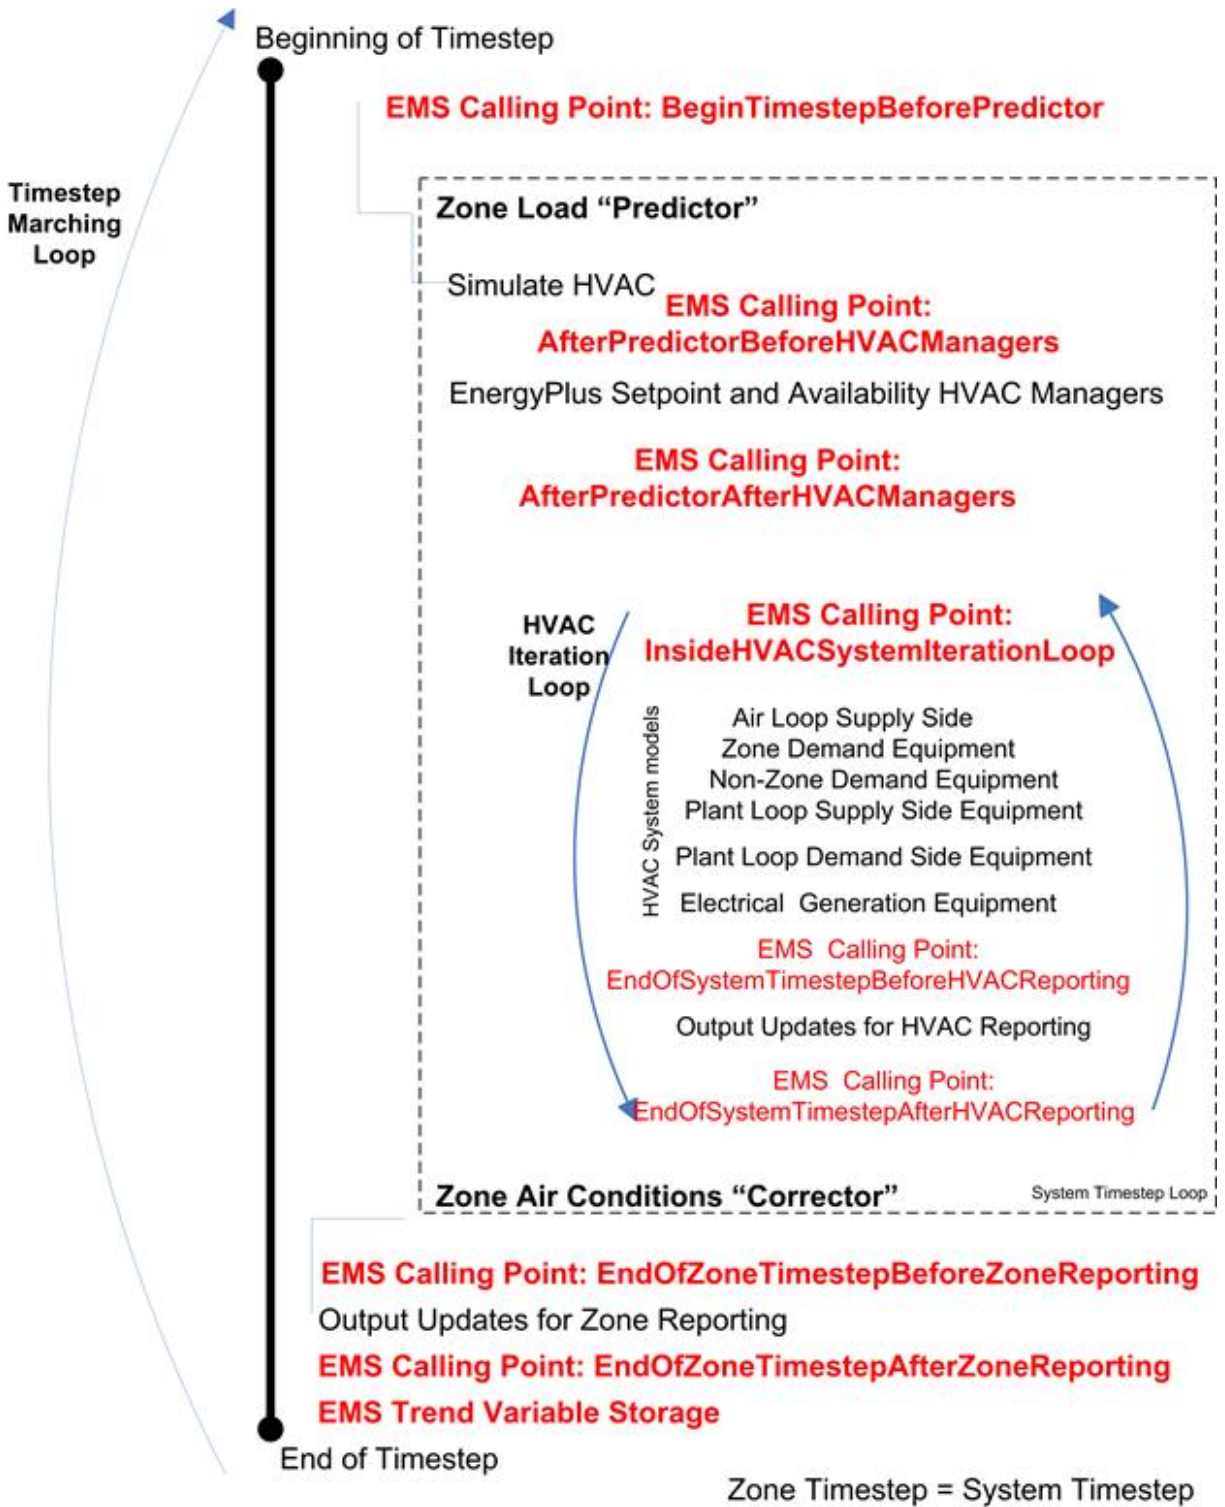 Beginning of Timestep
EMS Calling Point: BeginTimestepBeforePredictor
Timestep
Marching
Loop
Zone Load “Predictor”
Simulate HVAC
EMS Calling Point:
AfterPredictorBeforeHVACManagers
EnergyPlus Setpoint and Availability HVAC Managers
EMS Calling Point:
AfterPredictorAfterHVACManagers
HVAC
Iteration
Loop
EMS Calling Point:
InsideHVACSystemIterationLoop
HVAC System models
Air Loop Supply Side
Zone Demand Equipment
Non-Zone Demand Equipment
Plant Loop Supply Side Equipment
Plant Loop Demand Side Equipment
Electrical Generation Equipment
EMS Calling Point:
EndOfSystemTimestepBeforeHVACReporting
Output Updates for HVAC Reporting
EMS Calling Point:
EndOfSystemTimestepAfterHVACReporting
Zone Air Conditions “Corrector”
System Timestep Loop
EMS Calling Point: EndOfZoneTimestepBeforeZoneReporting
Output Updates for Zone Reporting
EMS Calling Point: EndOfZoneTimestepAfterZoneReporting
EMS Trend Variable Storage
End of Timestep
Zone Timestep = System Timestep